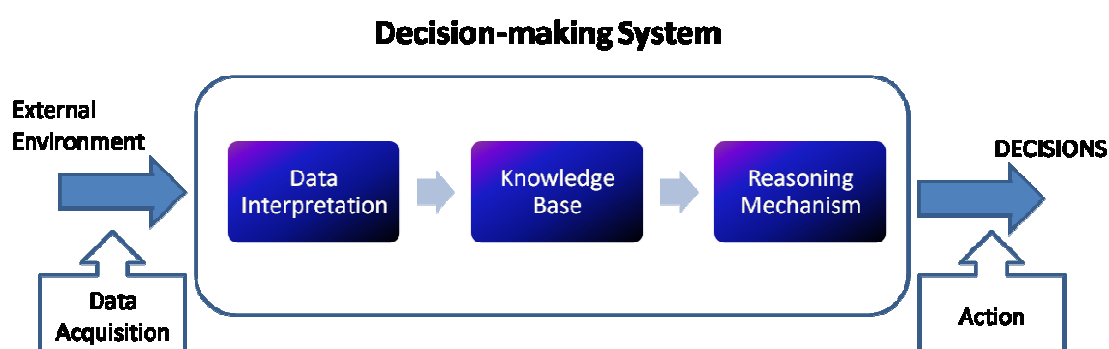 Decision-making System
External
Environment
Data
Interpretation
Knowledge
Base
Reasoning
Mechanism
DECISIONS
Data
Acquisition
Action